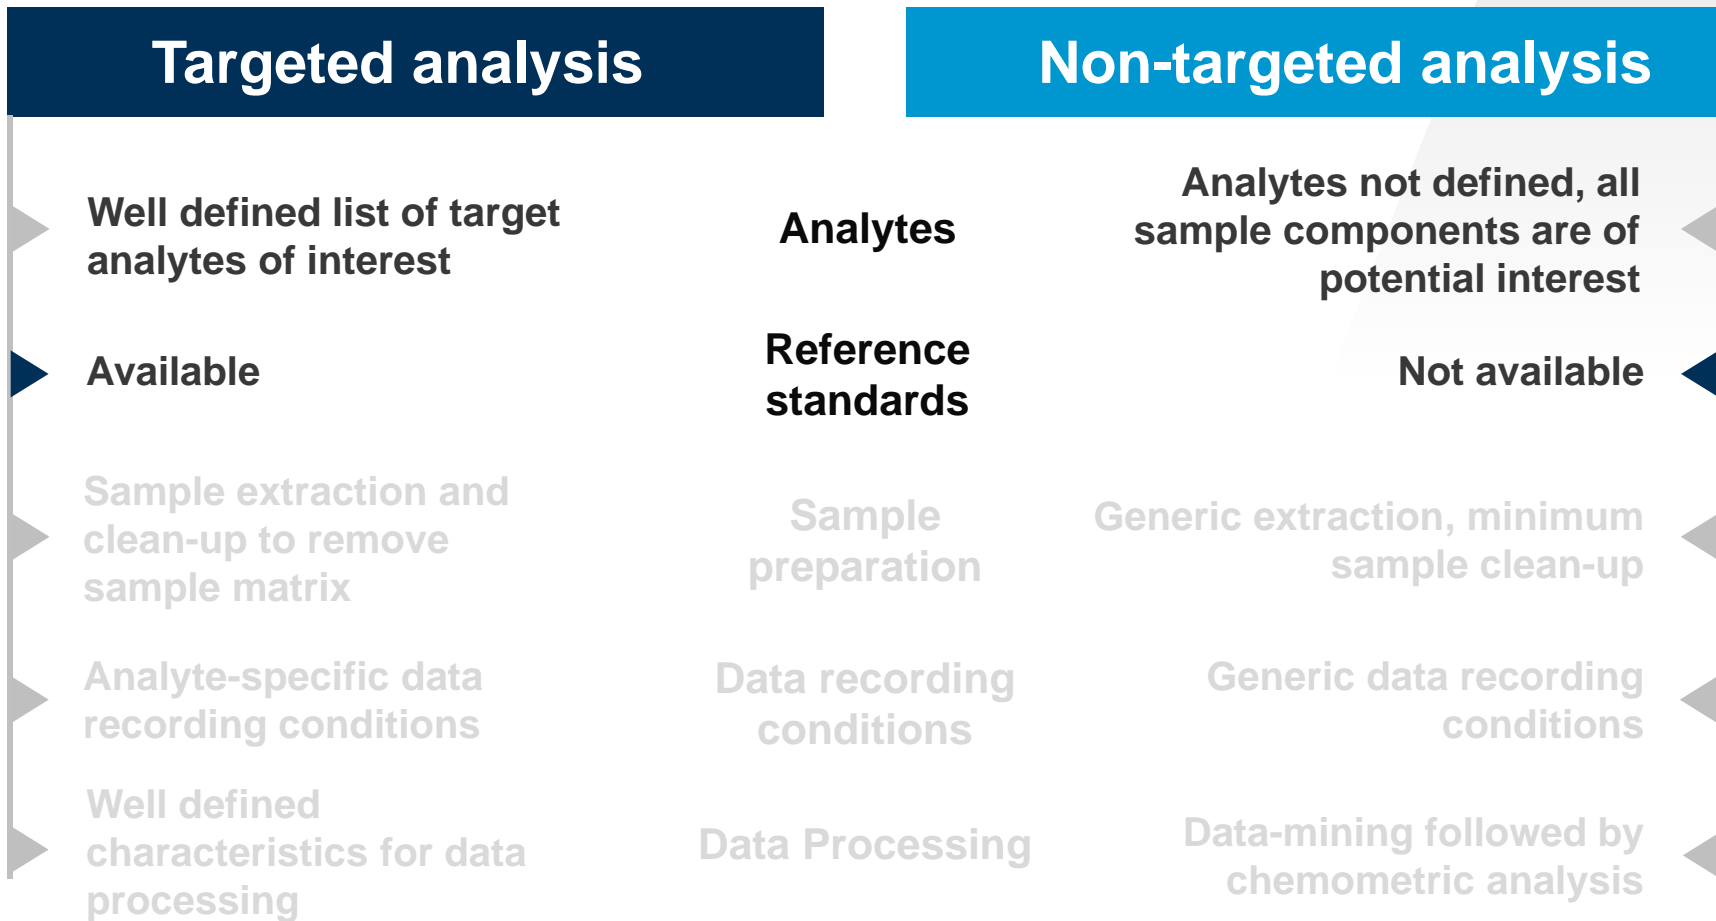 Targeted analysis
Non-targeted analysis
Well defined list of target
analytes of interest
Analytes
Analytes not defined, all
sample components are of
potential interest
Available
Reference
standards
Not available
Sample extraction and
clean-up to remove
sample matrix
Sample
preparation
Generic extraction, minimum
sample clean-up
Analyte-specific data
recording conditions
Data recording
conditions
Generic data recording
conditions
Well defined
characteristics for data
processing
Data Processing
Data-mining followed by
chemometric analysis